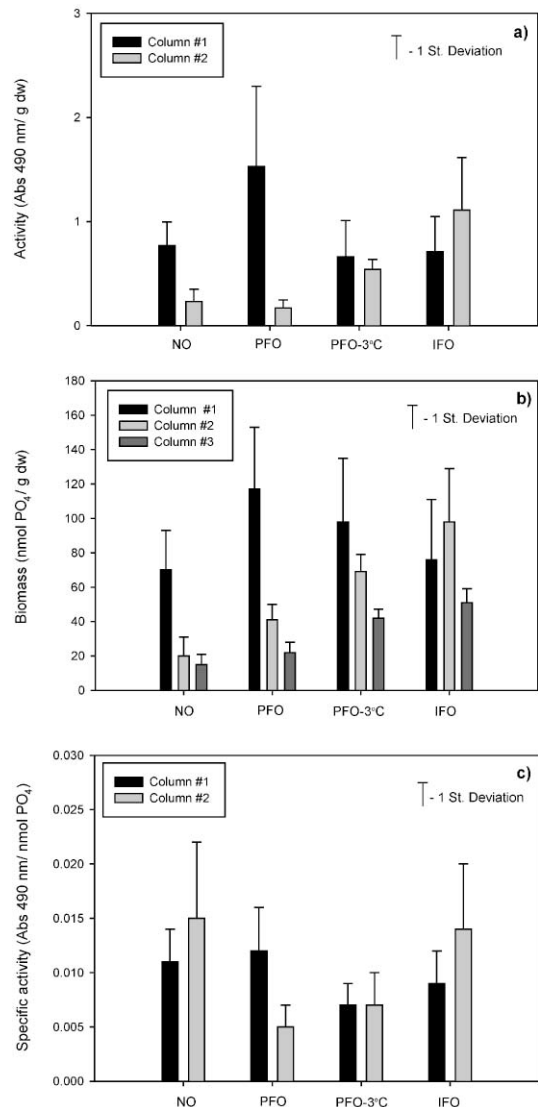 a)
Column #1
Column #2
- 1 St. Deviation
Activity (Abs 490 nm/ g dw)
3
2
1
0
NO PFO PFO-3°C IFO
b)
Column #1
Column #2
Column #3
- 1 St. Deviation
Biomass (nmol PO₄/ g dw)
180
160
140
120
100
80
60
40
20
0
NO PFO PFO-3°C IFO
c)
Column #1
Column #2
- 1 St. Deviation
Specific activity (Abs 490 nm/ nmol PO₄)
0.030
0.025
0.020
0.015
0.010
0.005
0.000
NO PFO PFO-3°C IFO